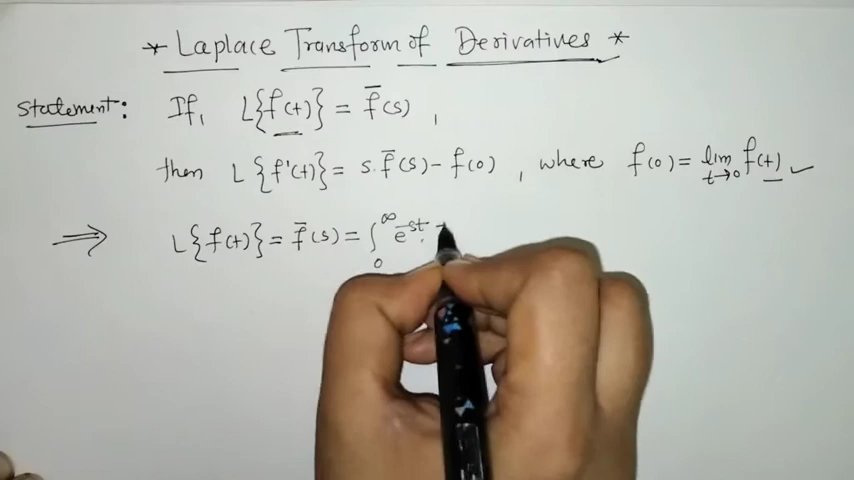 * Laplace Transform of Derivatives *
Statement: If, L{f(t)} = f̅(s),
then L{f'(t)} = s.f̅(s) - f(0), where f(0) = lim t→0 f(t) ✓
⇒ L{f(t)} = f̅(s) = ∫₀^∞ e^-st